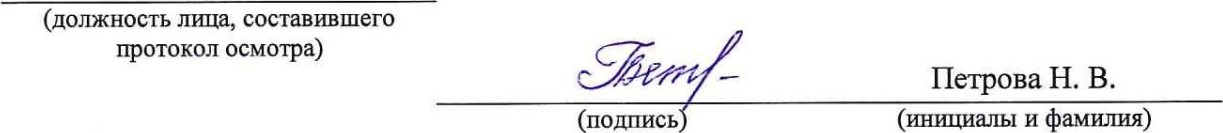 (должность лица, составившего
протокол осмотра)
Петрова Н. В.
(подпись)
(инициалы и фамилия)